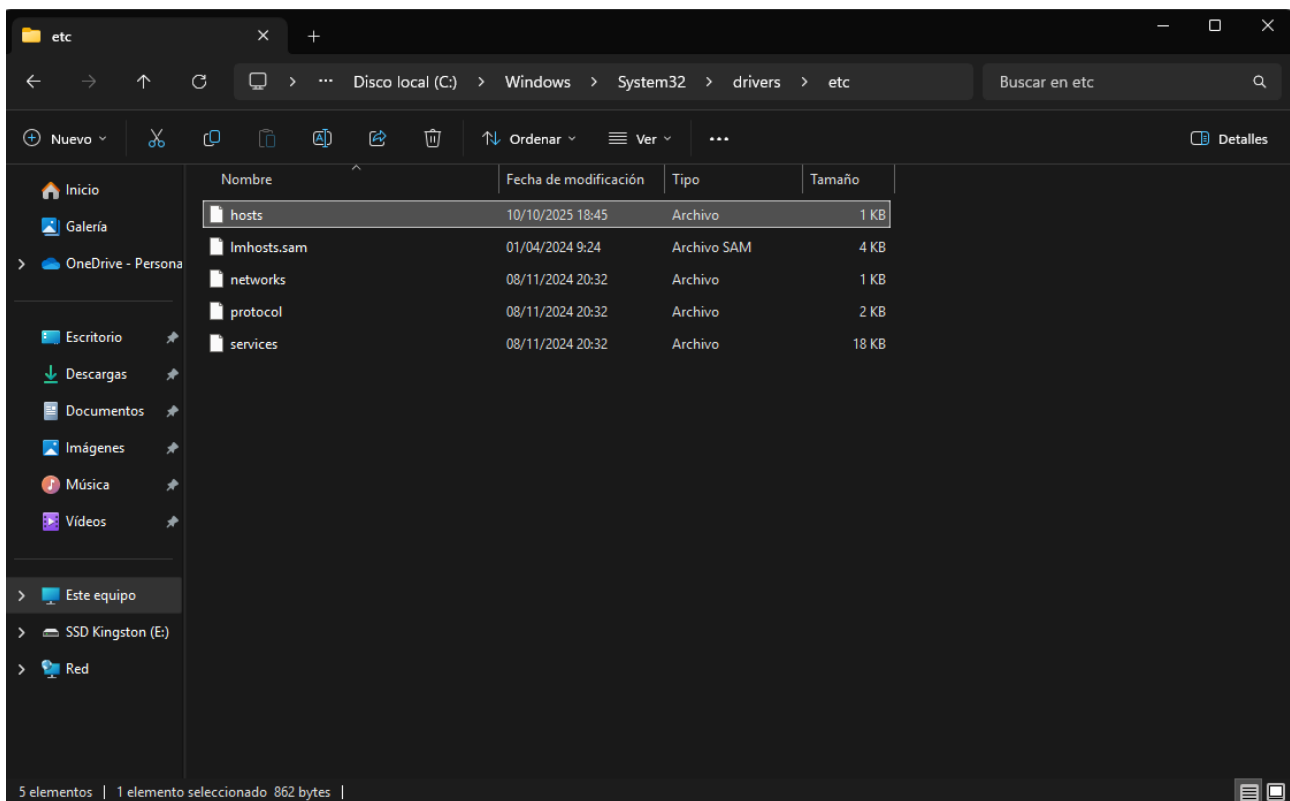 etc
Disco local (C:) > Windows > System32 > drivers > etc
Buscar en etc
Nuevo
Ordenar
Ver
Detalles
Inicio
Galería
OneDrive - Persona
Escritorio
Descargas
Documentos
Imágenes
Música
Vídeos
Este equipo
SSD Kingston (E:)
Red
Nombre Fecha de modificación Tipo Tamaño
hosts 10/10/2025 18:45 Archivo 1 KB
lmhosts.sam 01/04/2024 9:24 Archivo SAM 4 KB
networks 08/11/2024 20:32 Archivo 1 KB
protocol 08/11/2024 20:32 Archivo 2 KB
services 08/11/2024 20:32 Archivo 18 KB
5 elementos | 1 elemento seleccionado 862 bytes |